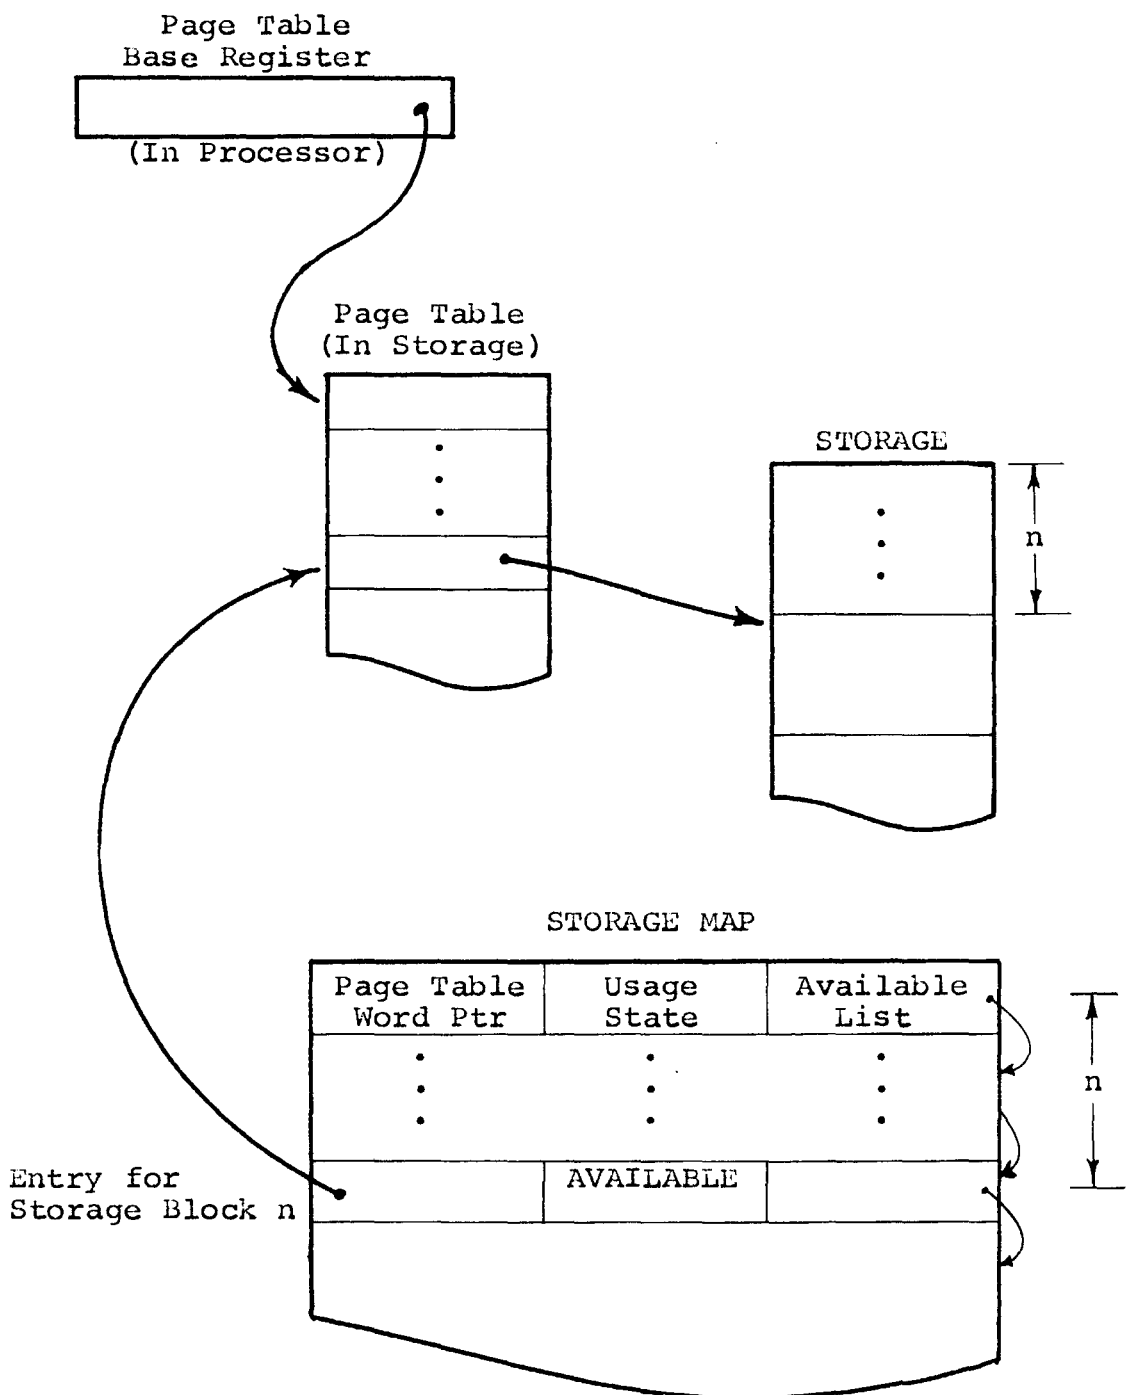 Page Table
Base Register
(In Processor)
Page Table
(In Storage)
STORAGE
n
STORAGE MAP
Page Table
Word Ptr
Usage
State
Available
List
n
Entry for
Storage Block n
AVAILABLE